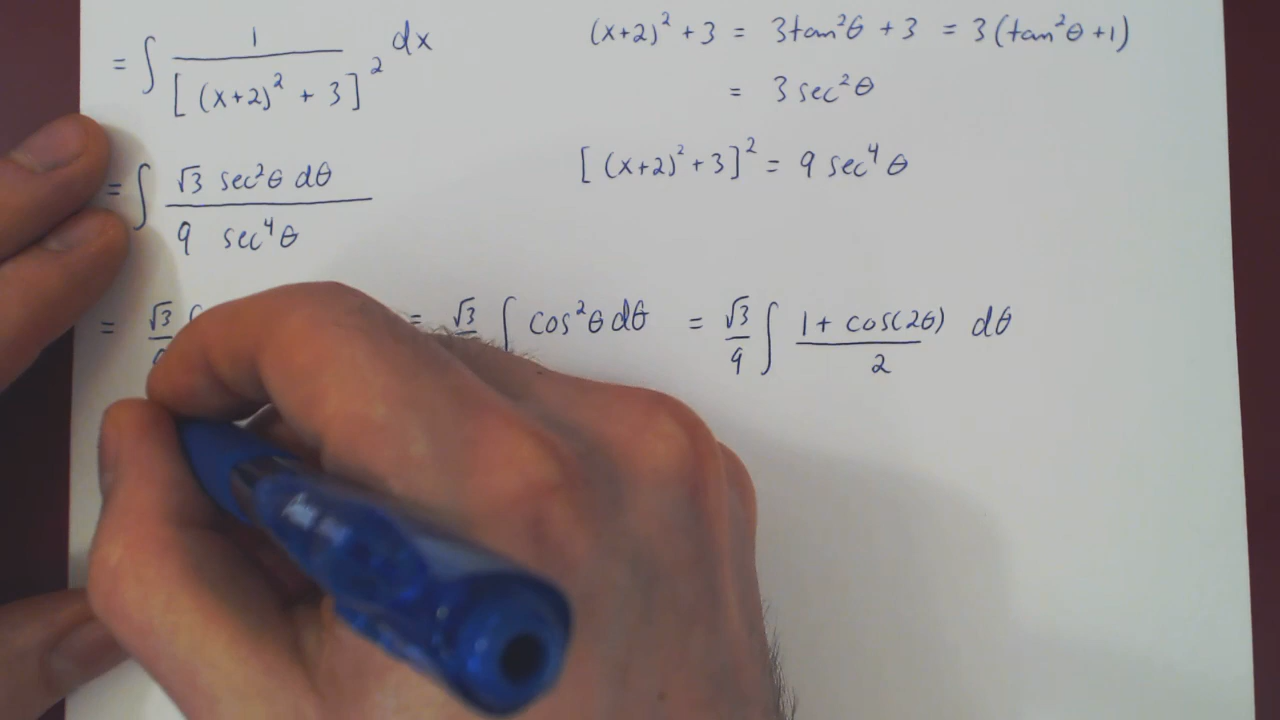 = ∫ 1 / [(x+2)² + 3]² dx
(x+2)² + 3 = 3tan²θ + 3 = 3(tan²θ + 1)
= 3 sec²θ
= ∫ √3 sec²θ dθ / 9 sec⁴θ
[(x+2)² + 3]² = 9 sec⁴θ
= √3 = √3 ∫ cos²θ dθ = √3/9 ∫ 1 + cos(2θ) / 2 dθ